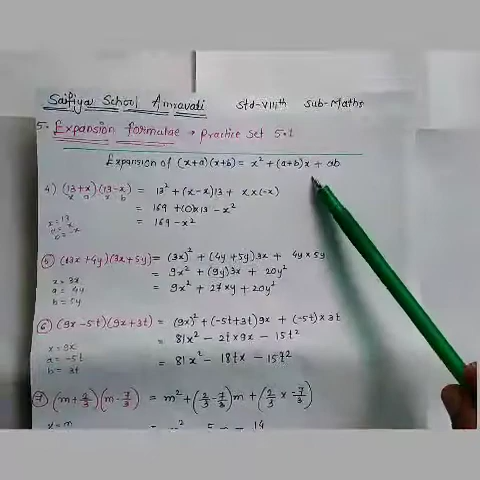 Saifiya School Amravati Std-VIIIth Sub-Maths
5. Expansion formulae - Practice Set 5.1
Expansion of (x+a)(x+b) = x² + (a+b)x + ab
4) (13+x)(13-x) = 13² + (x-x)13 + x×(-x)
x a x b
= 169 + (0)×13 - x²
= 169 - x²
x = 13
a = x
b = -x
⑤ (3x+4y)(3x+5y) = (3x)² + (4y+5y)3x + 4y×5y
= 9x² + (9y)3x + 20y²
= 9x² + 27xy + 20y²
x = 3x
a = 4y
b = 5y
⑥ (9x-5t)(9x+3t) = (9x)² + (-5t+3t)9x + (-5t)×3t
= 81x² - 2t×9x - 15t²
= 81x² - 18tx - 15t²
x = 9x
a = -5t
b = 3t
⑦ (m+2/3)(m-7/3) = m² + (2/3 - 7/3)m + (2/3 × -7/3)
x = m